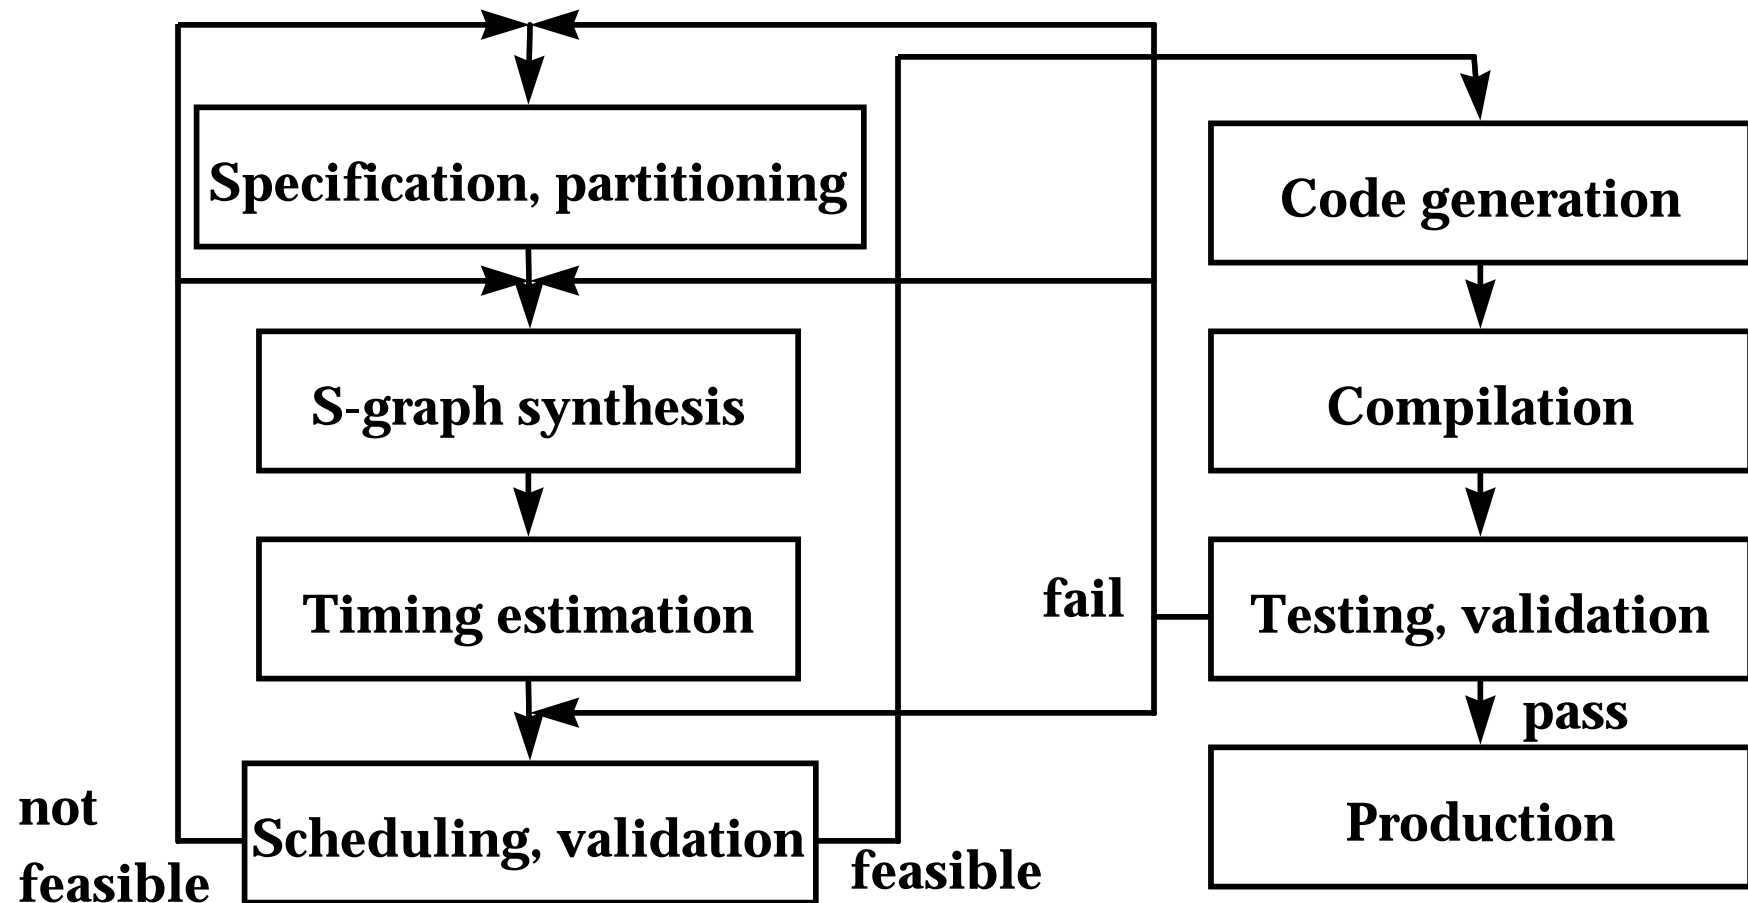 Specification, partitioning
S-graph synthesis
Timing estimation
Scheduling, validation
not
feasible
feasible
Code generation
Compilation
fail
Testing, validation
pass
Production